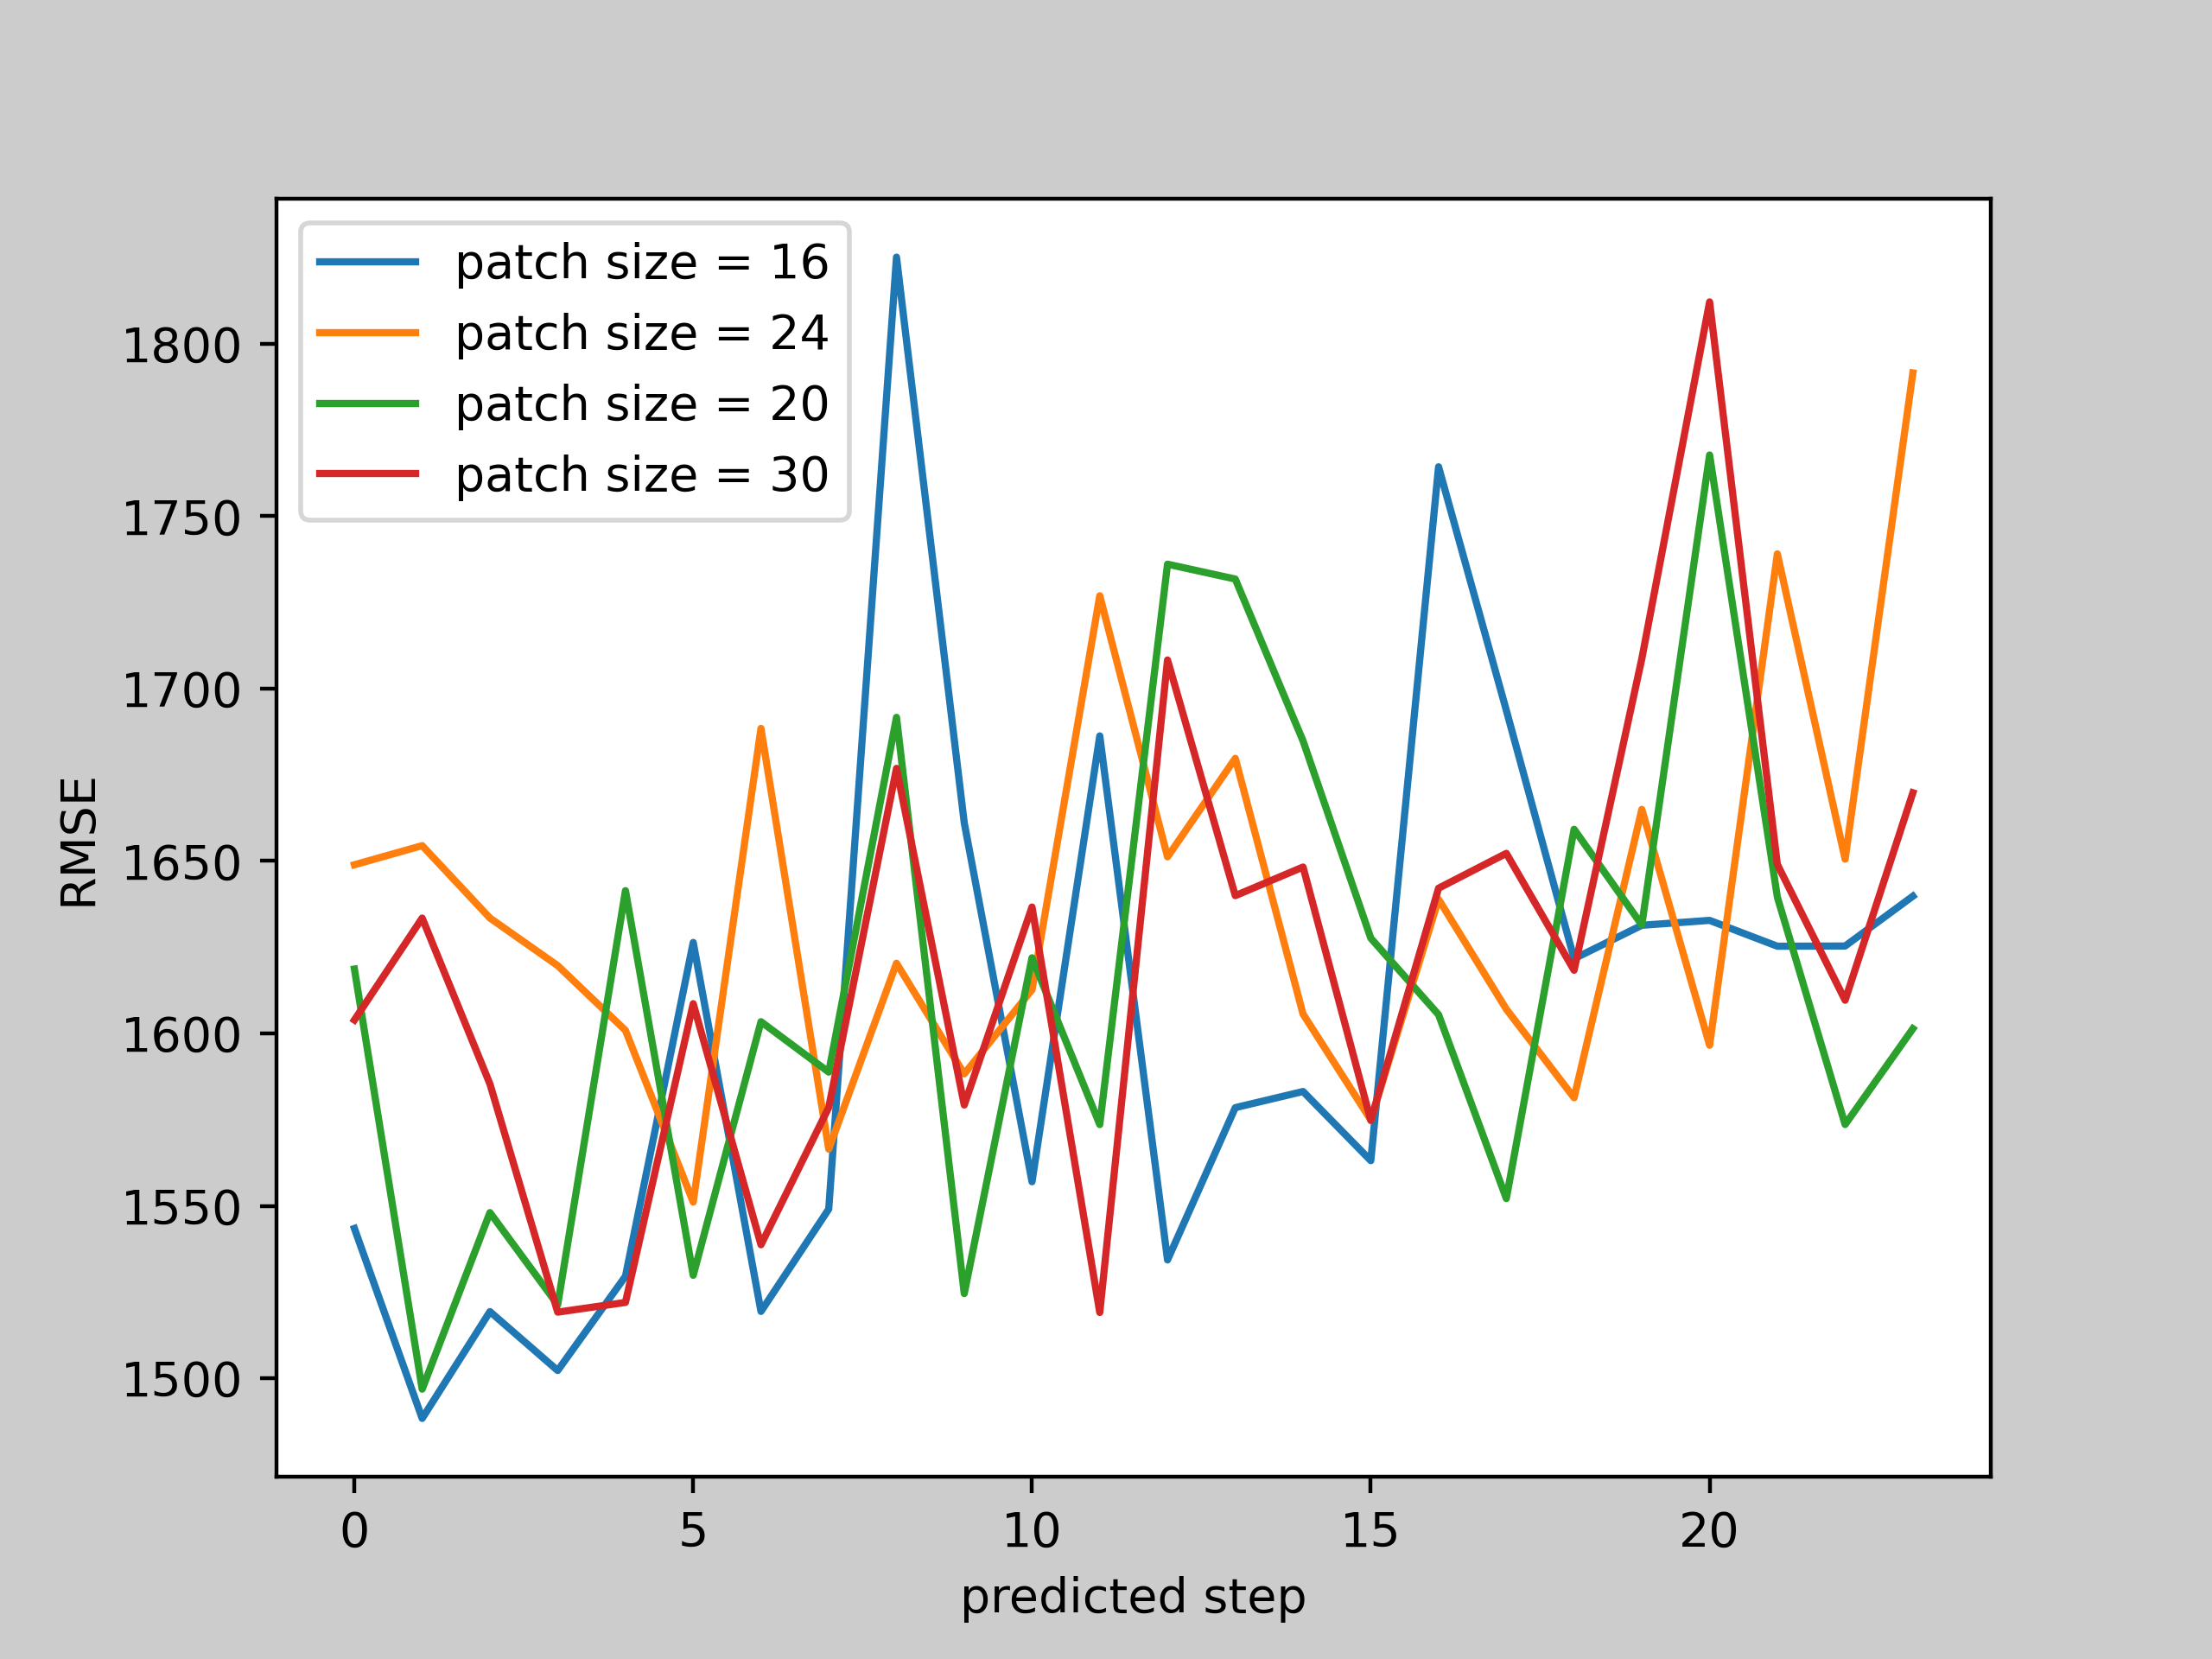 patch size = 16
patch size = 24
patch size = 20
patch size = 30
1800
1750
1700
1650
1600
1550
1500
RMSE
0 5 10 15 20
predicted step